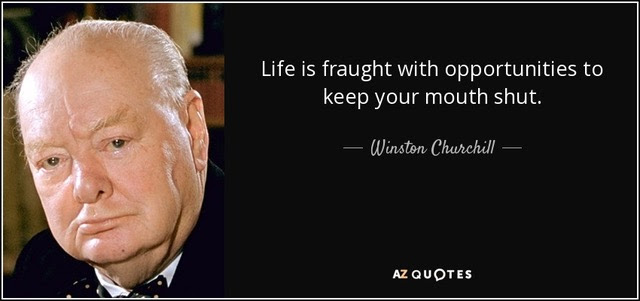 Life is fraught with opportunities to
keep your mouth shut.
Winston Churchill
AZ QUOTES